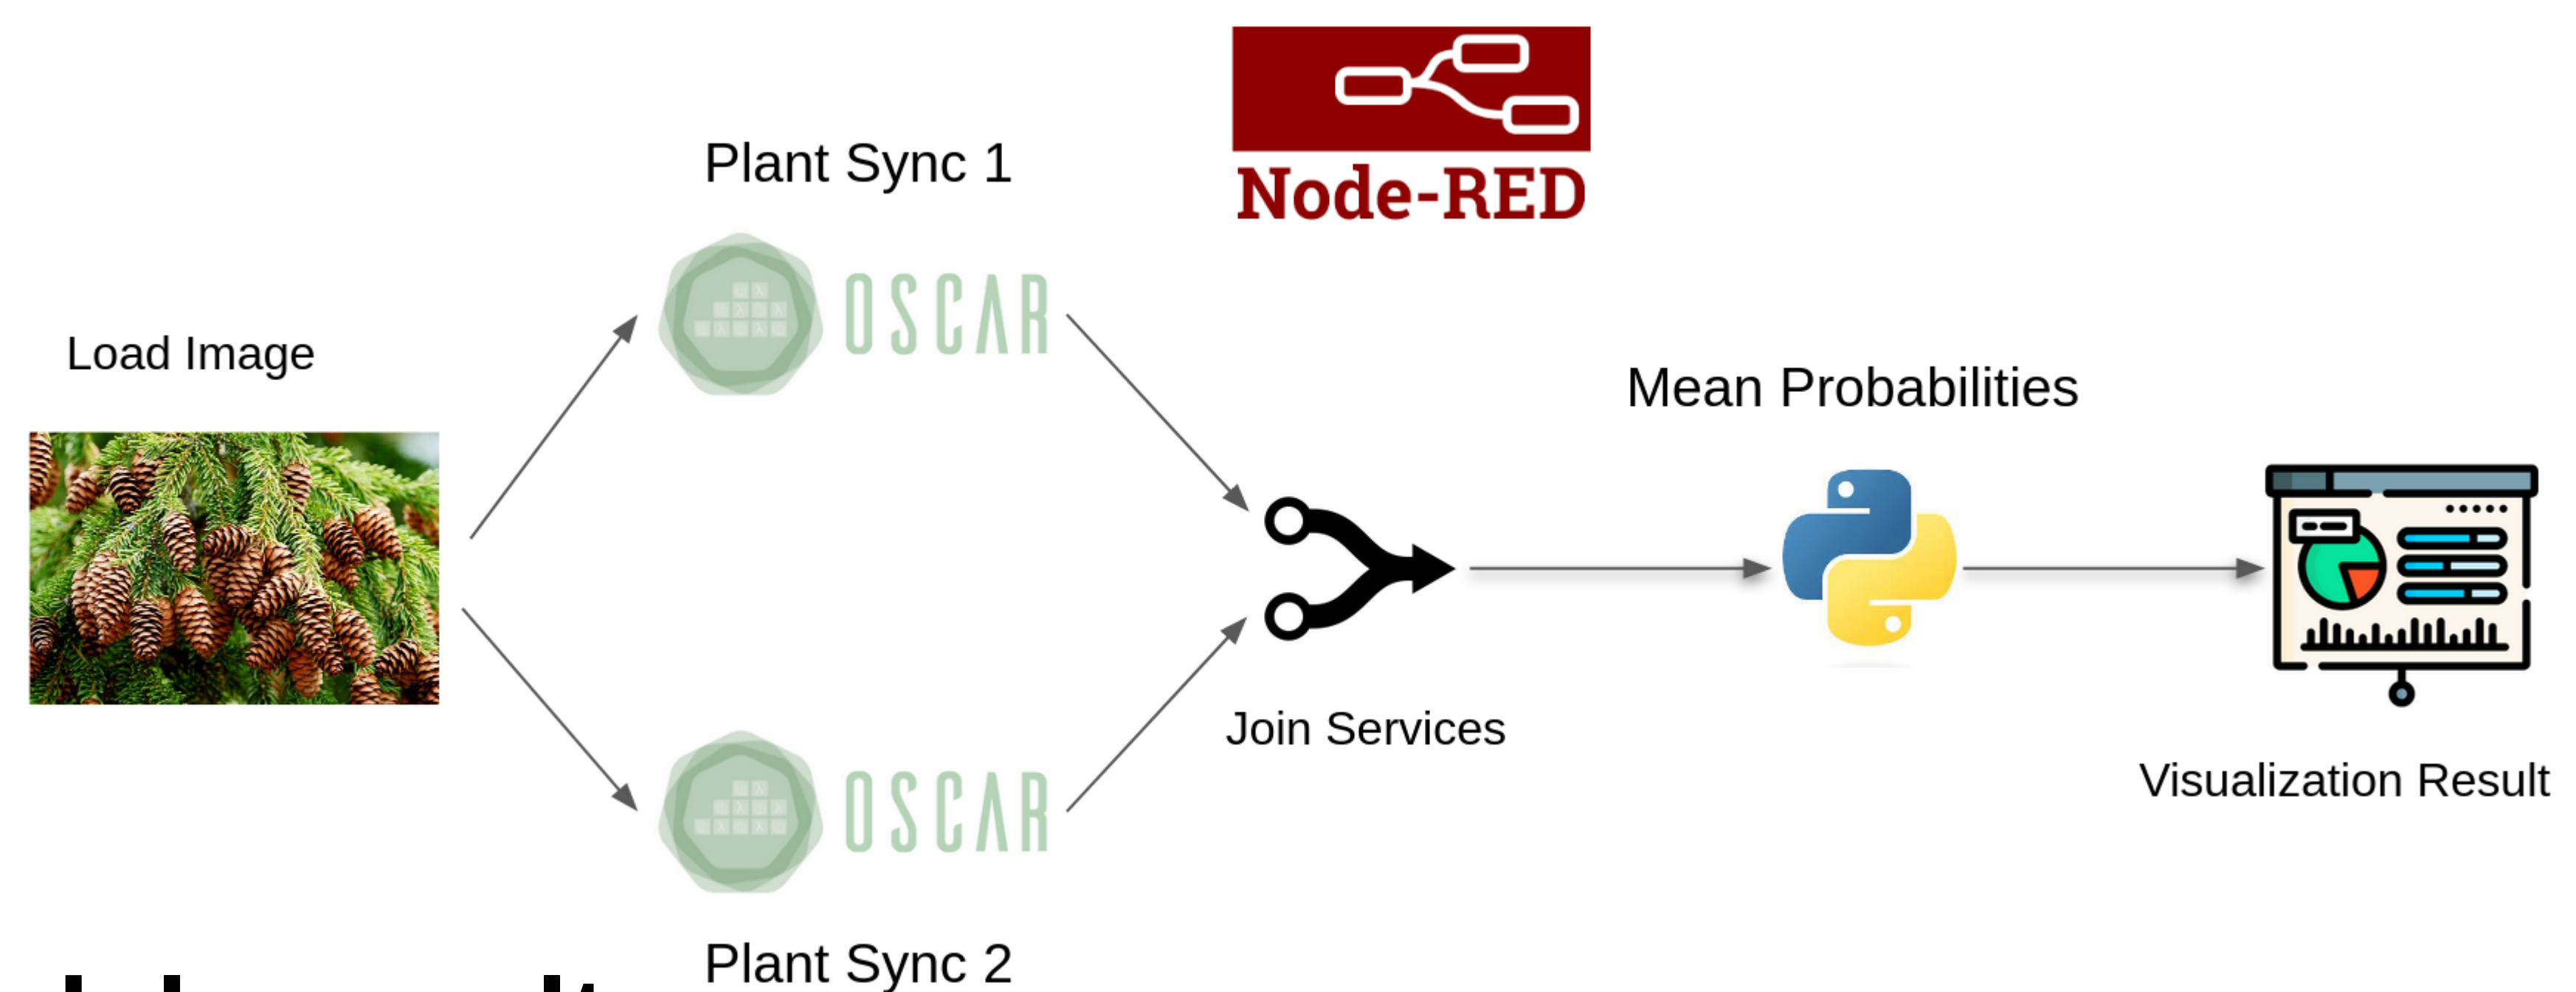 Node-RED
Plant Sync 1
OSCAR
Load Image
Mean Probabilities
Join Services
Visualization Result
OSCAR
Plant Sync 2